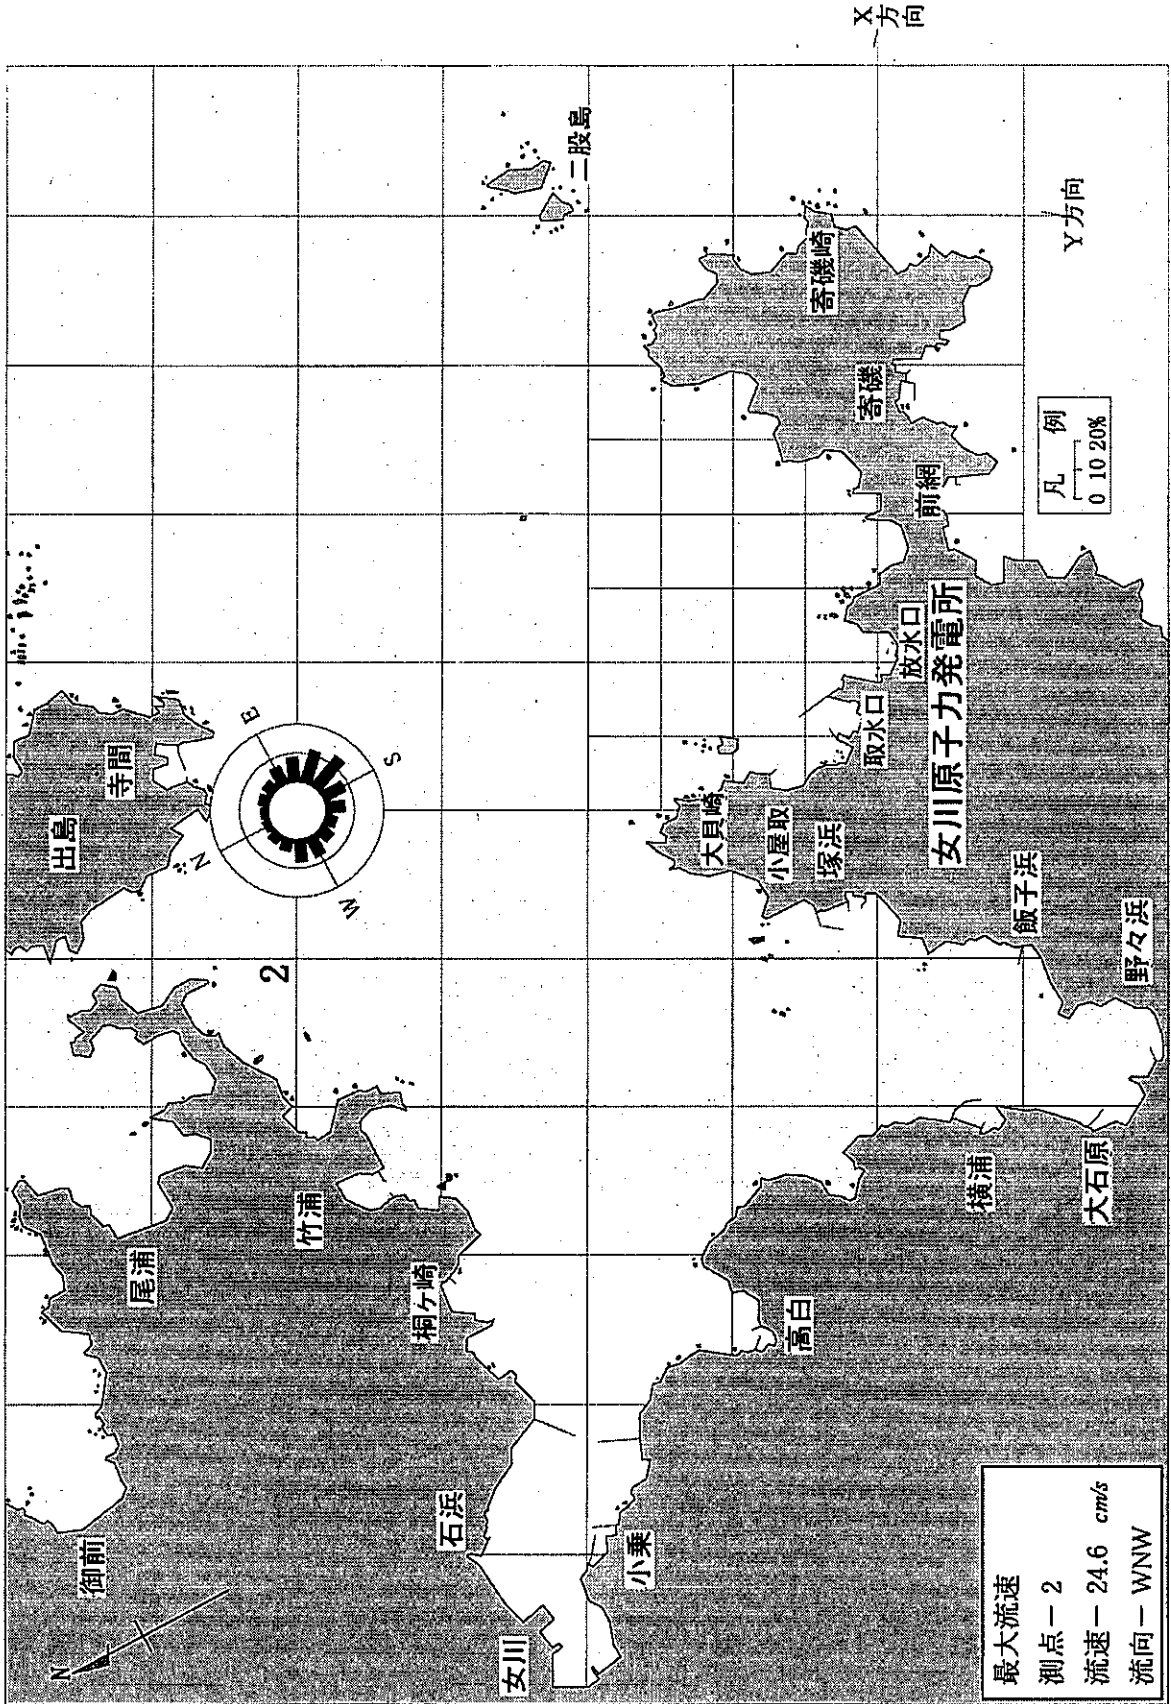 N
御前
尾浦
出島
寺間
竹浦
桐ヶ崎
石浜
女川
小乗
高白
横浦
大石原
野々浜
飯子浜
塚浜
小屋取
大貝崎
取水口
放水口
女川原子力発電所
前網
寄磯
寄磯崎
二股島
2
N
E
S
W
X方向
Y方向
凡 例
0 10 20%
最大流速
測点－2
流速－24.6 cm/s
流向－WNW